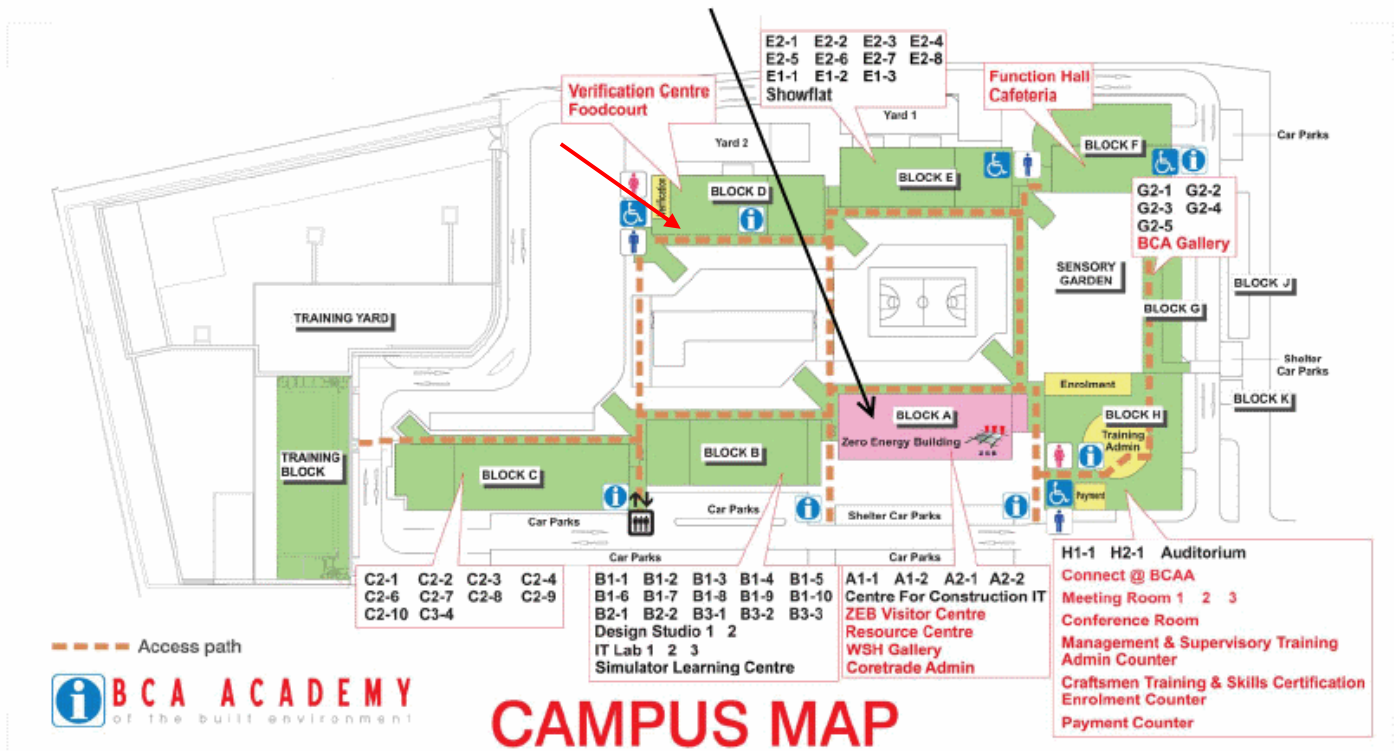 E2-1 E2-2 E2-3 E2-4
E2-5 E2-6 E2-7 E2-8
E1-1 E1-2 E1-3
Showflat
Function Hall
Cafeteria
Verification Centre
Foodcourt
Yard 1
Yard 2
Car Parks
BLOCK F
BLOCK E
BLOCK D
Verification
G2-1 G2-2
G2-3 G2-4
G2-5
BCA Gallery
SENSORY
GARDEN
BLOCK J
BLOCK G
TRAINING YARD
Shelter
Car Parks
Enrolment
BLOCK K
BLOCK A
Zero Energy Building
ZEB
BLOCK H
Training
Admin
BLOCK B
TRAINING
BLOCK
BLOCK C
Payment
Car Parks
Car Parks
Shelter Car Parks
Car Parks
Car Parks
C2-1 C2-2 C2-3 C2-4
C2-6 C2-7 C2-8 C2-9
C2-10 C3-4
B1-1 B1-2 B1-3 B1-4 B1-5
B1-6 B1-7 B1-8 B1-9 B1-10
B2-1 B2-2 B3-1 B3-2 B3-3
Design Studio 1 2
IT Lab 1 2 3
Simulator Learning Centre
A1-1 A1-2 A2-1 A2-2
Centre For Construction IT
ZEB Visitor Centre
Resource Centre
WSH Gallery
Coretrade Admin
H1-1 H2-1 Auditorium
Connect @ BCAA
Meeting Room 1 2 3
Conference Room
Management & Supervisory Training
Admin Counter
Craftsmen Training & Skills Certification
Enrolment Counter
Payment Counter
Access path
BCA ACADEMY
of the built environment
CAMPUS MAP